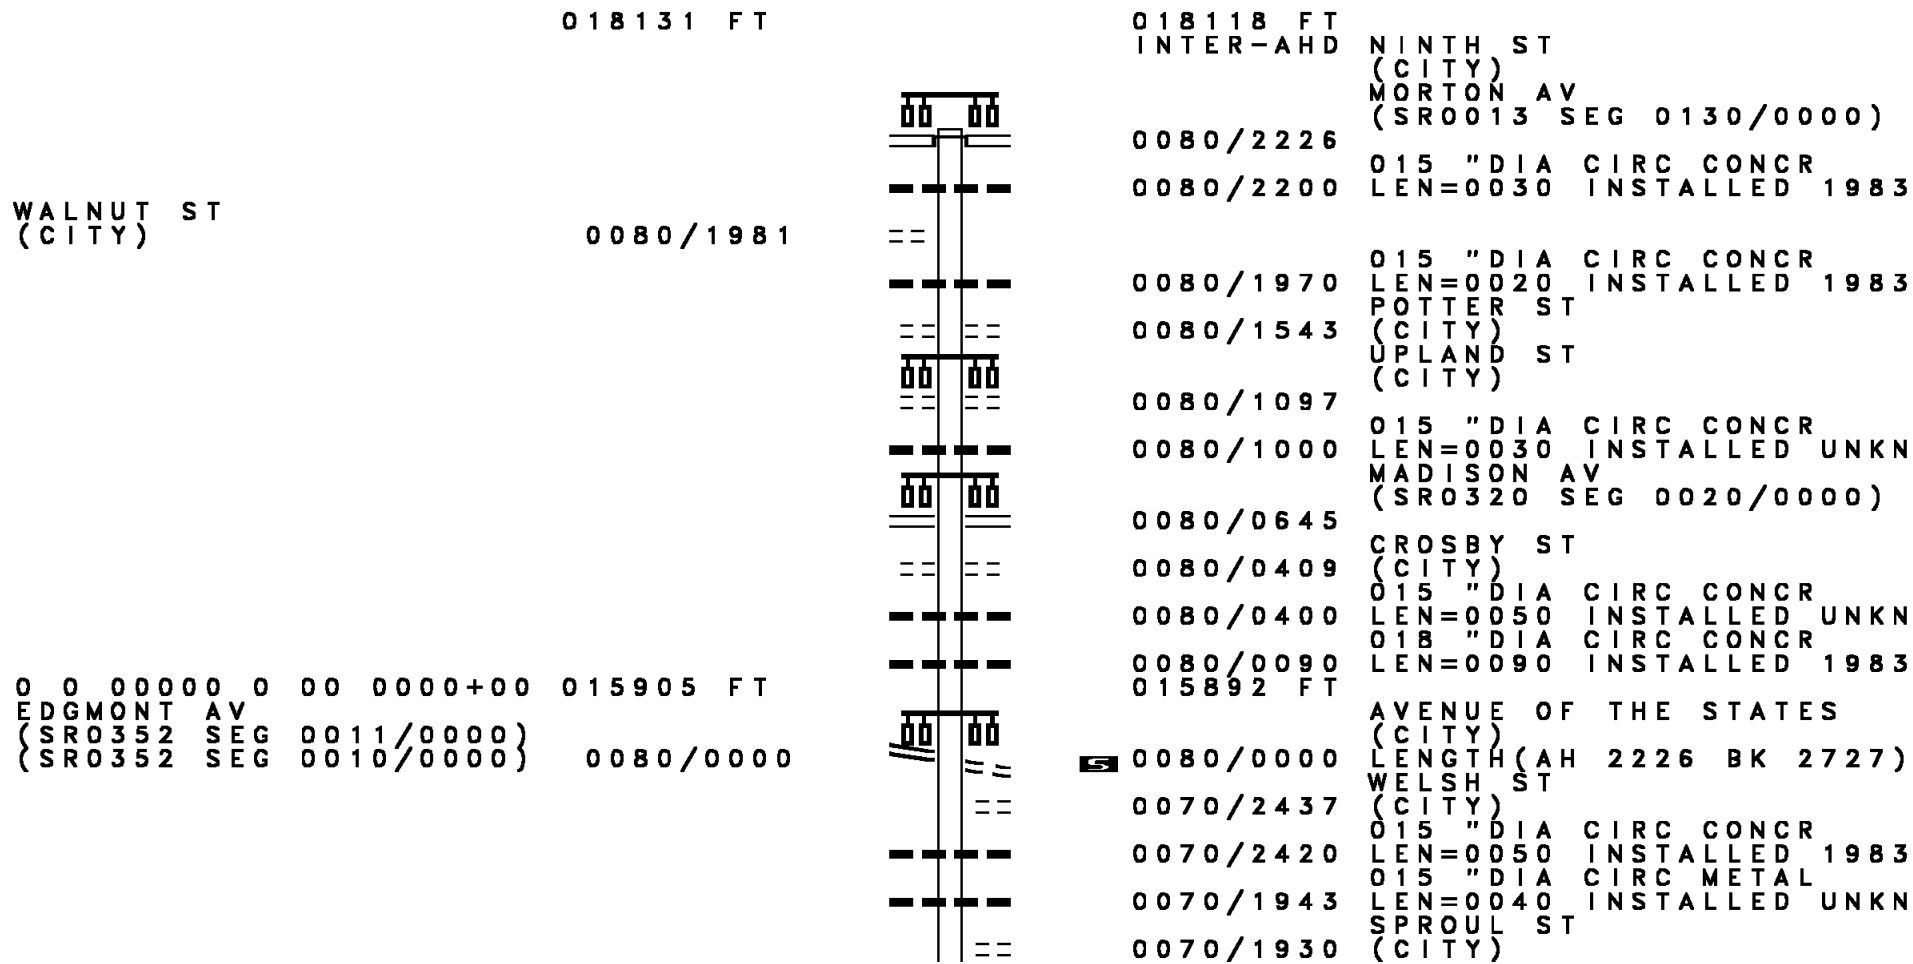 018131 FT 018118 FT
INTER-AHD NINTH ST
(CITY)
MORTON AV
(SR0013 SEG 0130/0000)
0080/2226
015 "DIA CIRC CONCR
0080/2200 LEN=0030 INSTALLED 1983
WALNUT ST
(CITY) 0080/1981
015 "DIA CIRC CONCR
0080/1970 LEN=0020 INSTALLED 1983
POTTER ST
0080/1543 (CITY)
UPLAND ST
(CITY)
0080/1097
015 "DIA CIRC CONCR
0080/1000 LEN=0030 INSTALLED UNKN
MADISON AV
(SR0320 SEG 0020/0000)
0080/0645
CROSBY ST
0080/0409 (CITY)
015 "DIA CIRC CONCR
0080/0400 LEN=0050 INSTALLED UNKN
018 "DIA CIRC CONCR
0080/0090 LEN=0090 INSTALLED 1983
0 0 00000 0 00 0000+00 015905 FT 015892 FT
EDGMONT AV AVENUE OF THE STATES
(SR0352 SEG 0011/0000) (CITY)
(SR0352 SEG 0010/0000) 0080/0000 S 0080/0000 LENGTH(AH 2226 BK 2727)
WELSH ST
0070/2437 (CITY)
015 "DIA CIRC CONCR
0070/2420 LEN=0050 INSTALLED 1983
015 "DIA CIRC METAL
0070/1943 LEN=0040 INSTALLED UNKN
SPROUL ST
0070/1930 (CITY)